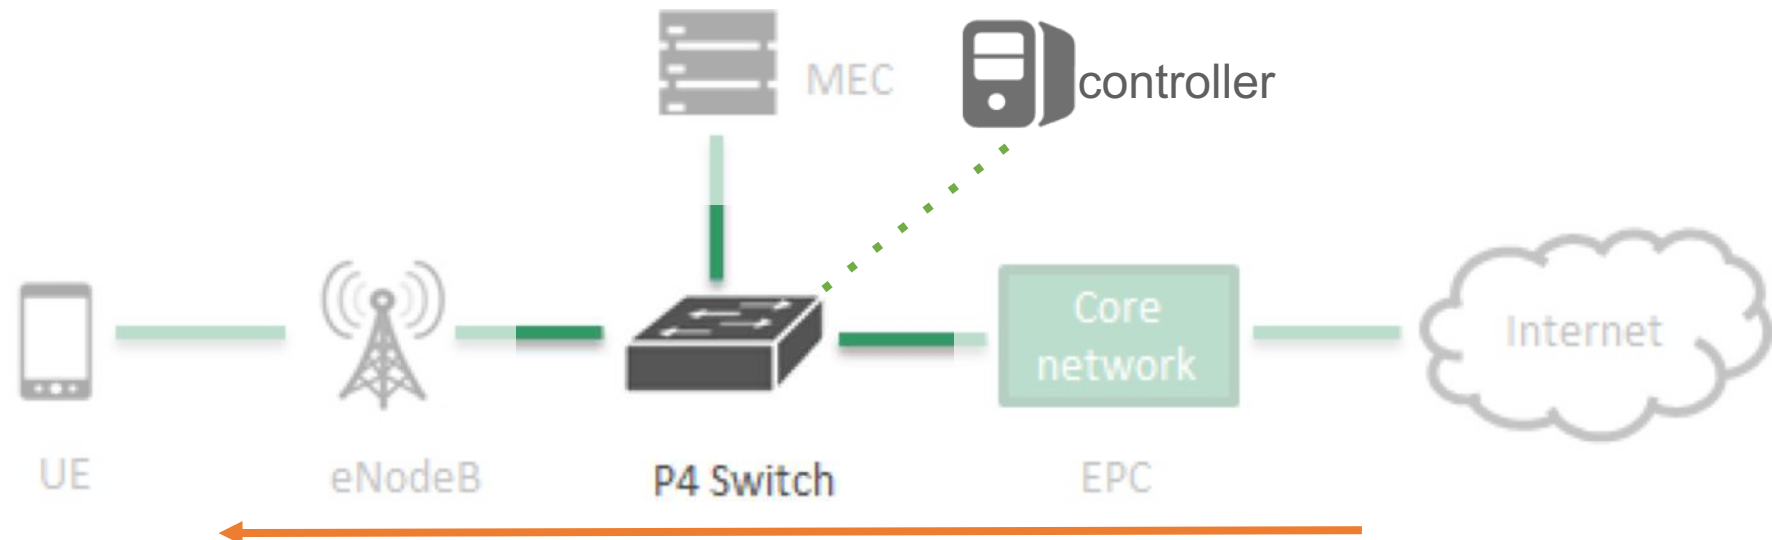 MEC
controller
Core
network
Internet
UE
eNodeB
P4 Switch
EPC